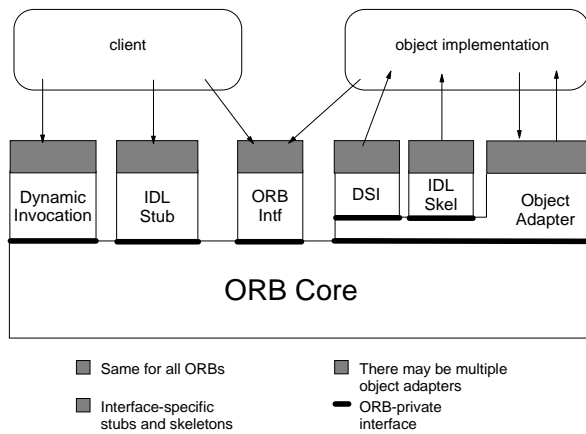 client
object implementation
Dynamic
Invocation
IDL
Stub
ORB
Intf
DSI
IDL
Skel
Object
Adapter
ORB Core
Same for all ORBs
There may be multiple
object adapters
Interface-specific
stubs and skeletons
ORB-private
interface